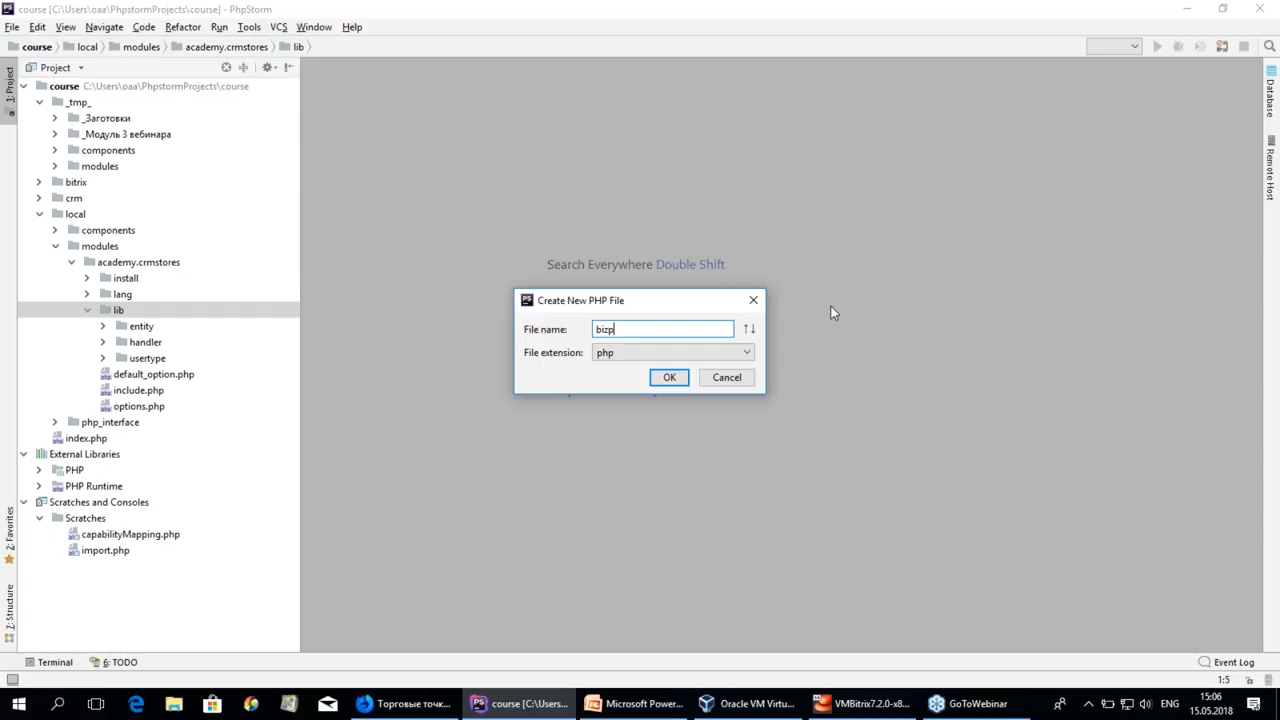 course [C:\Users\oaa\PhpstormProjects\course] - PhpStorm
File Edit View Navigate Code Refactor Run Tools VCS Window Help
course local modules academy.crmstores lib
1: Project
Project
course C:\Users\oaa\PhpstormProjects\course
_tmp_
_Заготовки
_Модуль 3 вебинара
components
modules
bitrix
crm
local
components
modules
academy.crmstores
install
lang
lib
entity
handler
usertype
default_option.php
include.php
options.php
php_interface
index.php
External Libraries
PHP
PHP Runtime
Scratches and Consoles
Scratches
capabilityMapping.php
import.php
Search Everywhere Double Shift
Create New PHP File
File name: bizp
File extension: php
OK Cancel
Database
Remote Host
2: Favorites
7: Structure
Terminal 6: TODO Event Log
1:5
Торговые точк... course [C:\Users... Microsoft Power... Oracle VM Virtu... VMBitrix7.2.0-x8... GoToWebinar ENG 15:06
15.05.2018